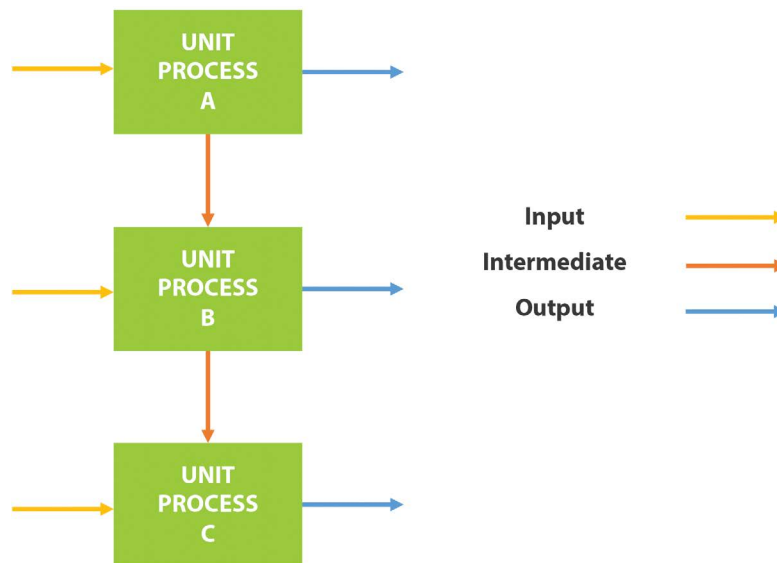 UNIT
PROCESS
A
UNIT
PROCESS
B
UNIT
PROCESS
C
Input
Intermediate
Output